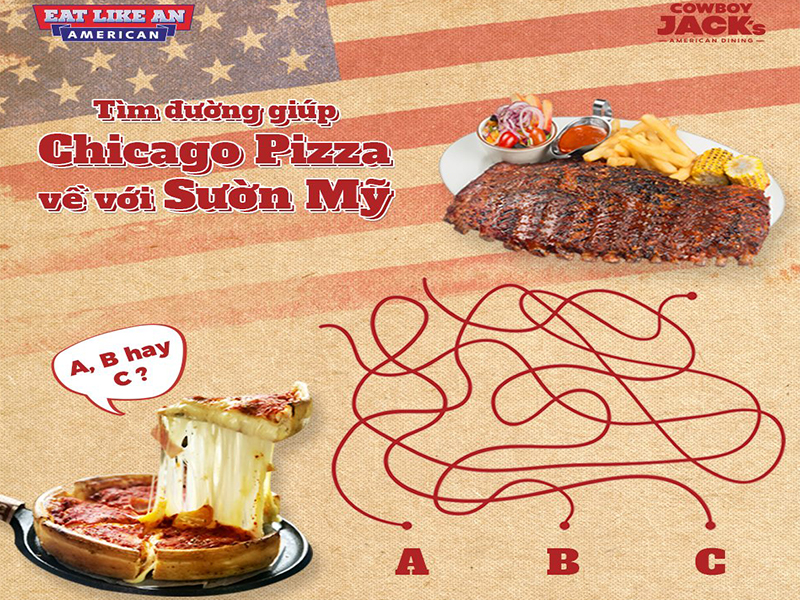 EAT LIKE AN
AMERICAN
COWBOY
JACK's
AMERICAN DINING
Tìm đường giúp
Chicago Pizza
về với Sườn Mỹ
A, B hay
C ?
A B C